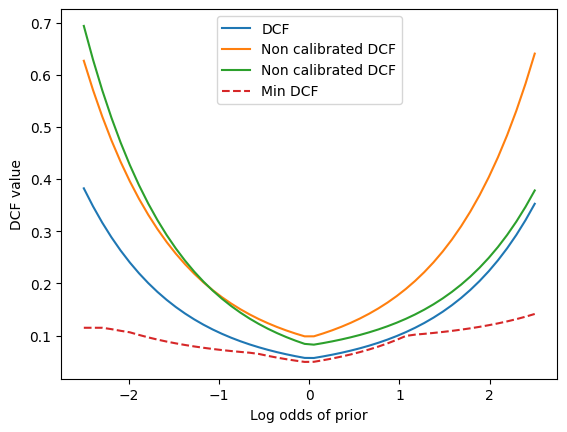 0.7
0.6
0.5
0.4
0.3
0.2
0.1
DCF value
DCF
Non calibrated DCF
Non calibrated DCF
Min DCF
−2
−1
0
1
2
Log odds of prior